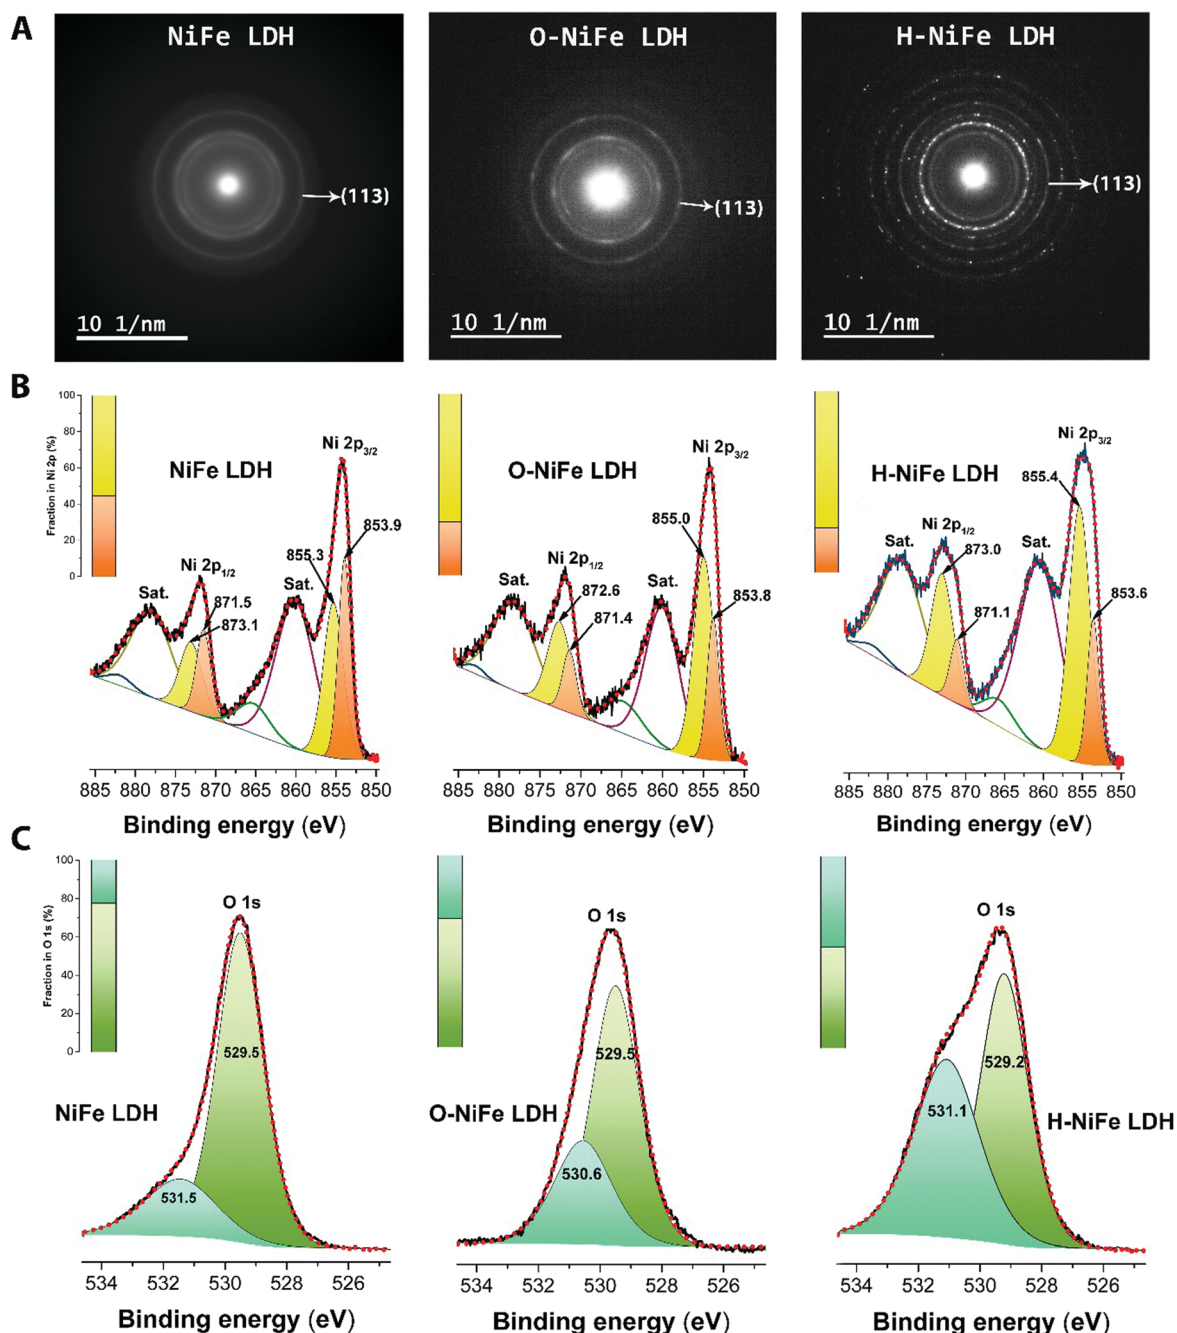 A
NiFe LDH
O-NiFe LDH
H-NiFe LDH
(113)
(113)
(113)
10 1/nm
10 1/nm
10 1/nm
B
Fraction in Ni 2p (%)
100
80
60
40
20
0
NiFe LDH
Ni 2p3/2
853.9
855.3
Sat.
Ni 2p1/2
871.5
873.1
Sat.
885 880 875 870 865 860 855 850
Binding energy (eV)
O-NiFe LDH
Ni 2p3/2
855.0
853.8
Sat.
Ni 2p1/2
872.6
871.4
Sat.
885 880 875 870 865 860 855 850
Binding energy (eV)
H-NiFe LDH
Ni 2p3/2
855.4
853.6
Sat.
Ni 2p1/2
873.0
871.1
Sat.
885 880 875 870 865 860 855 850
Binding energy (eV)
C
Fraction in O 1s (%)
100
80
60
40
20
0
O 1s
529.5
531.5
NiFe LDH
534 532 530 528 526
Binding energy (eV)
O 1s
529.5
530.6
O-NiFe LDH
534 532 530 528 526
Binding energy (eV)
O 1s
529.2
531.1
H-NiFe LDH
534 532 530 528 526
Binding energy (eV)